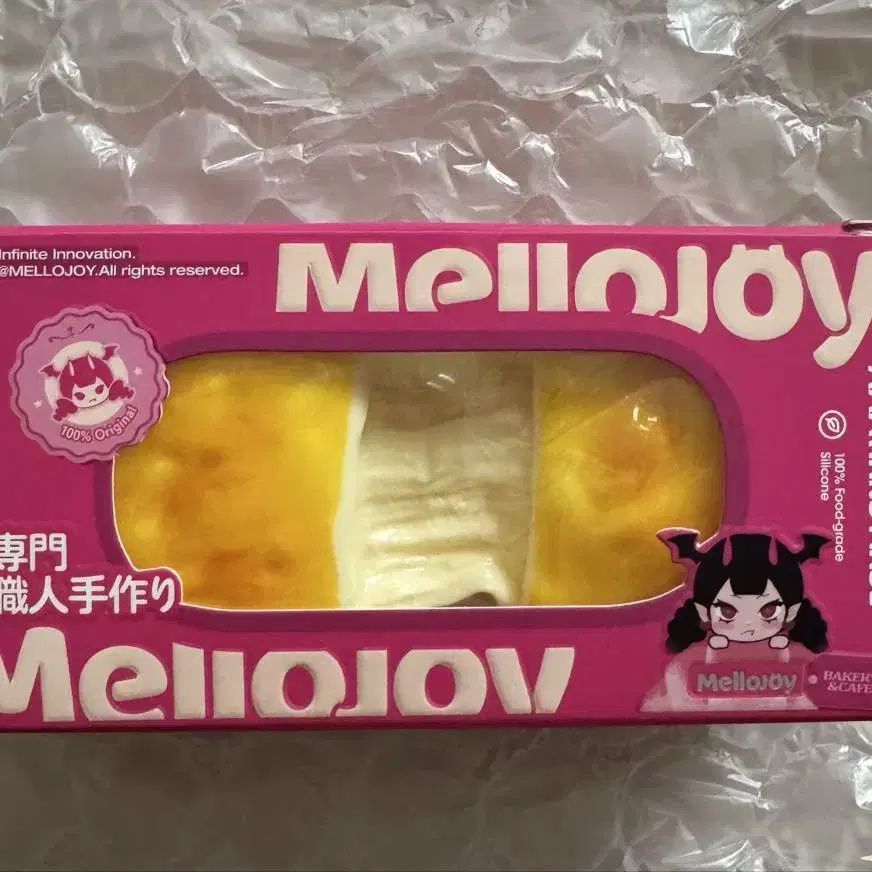 Infinite Innovation.
@MELLOJOY.All rights reserved.
MelloJoy
100% Original
100% Food-grade
Silicone
専門
職人手作り
MelloJoy
MelloJoy
BAKERY
&CAFE